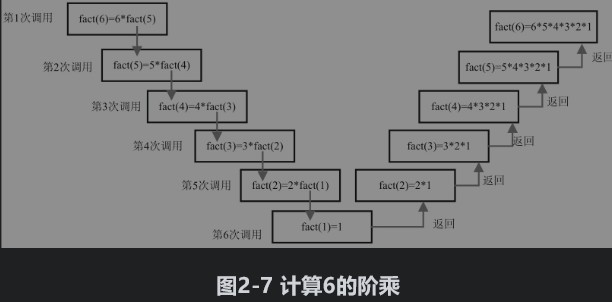 第1次调用 fact(6)=6*fact(5) fact(6)=6*5*4*3*2*1
返回
第2次调用 fact(5)=5*fact(4) fact(5)=5*4*3*2*1
返回
第3次调用 fact(4)=4*fact(3) fact(4)=4*3*2*1
返回
第4次调用 fact(3)=3*fact(2) fact(3)=3*2*1
返回
第5次调用 fact(2)=2*fact(1) fact(2)=2*1
返回
第6次调用 fact(1)=1
图2-7 计算6的阶乘